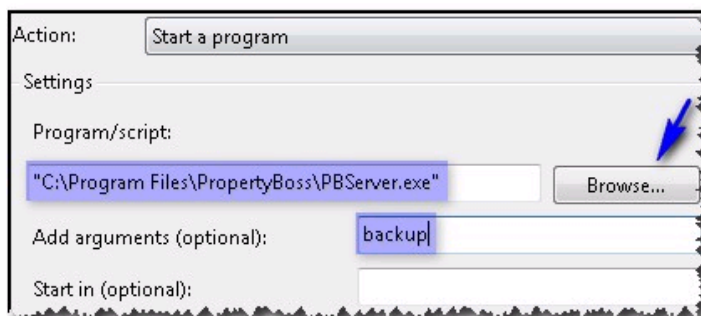 Action: Start a program
Settings
Program/script:
"C:\Program Files\PropertyBoss\PBServer.exe" Browse...
Add arguments (optional): backup
Start in (optional):